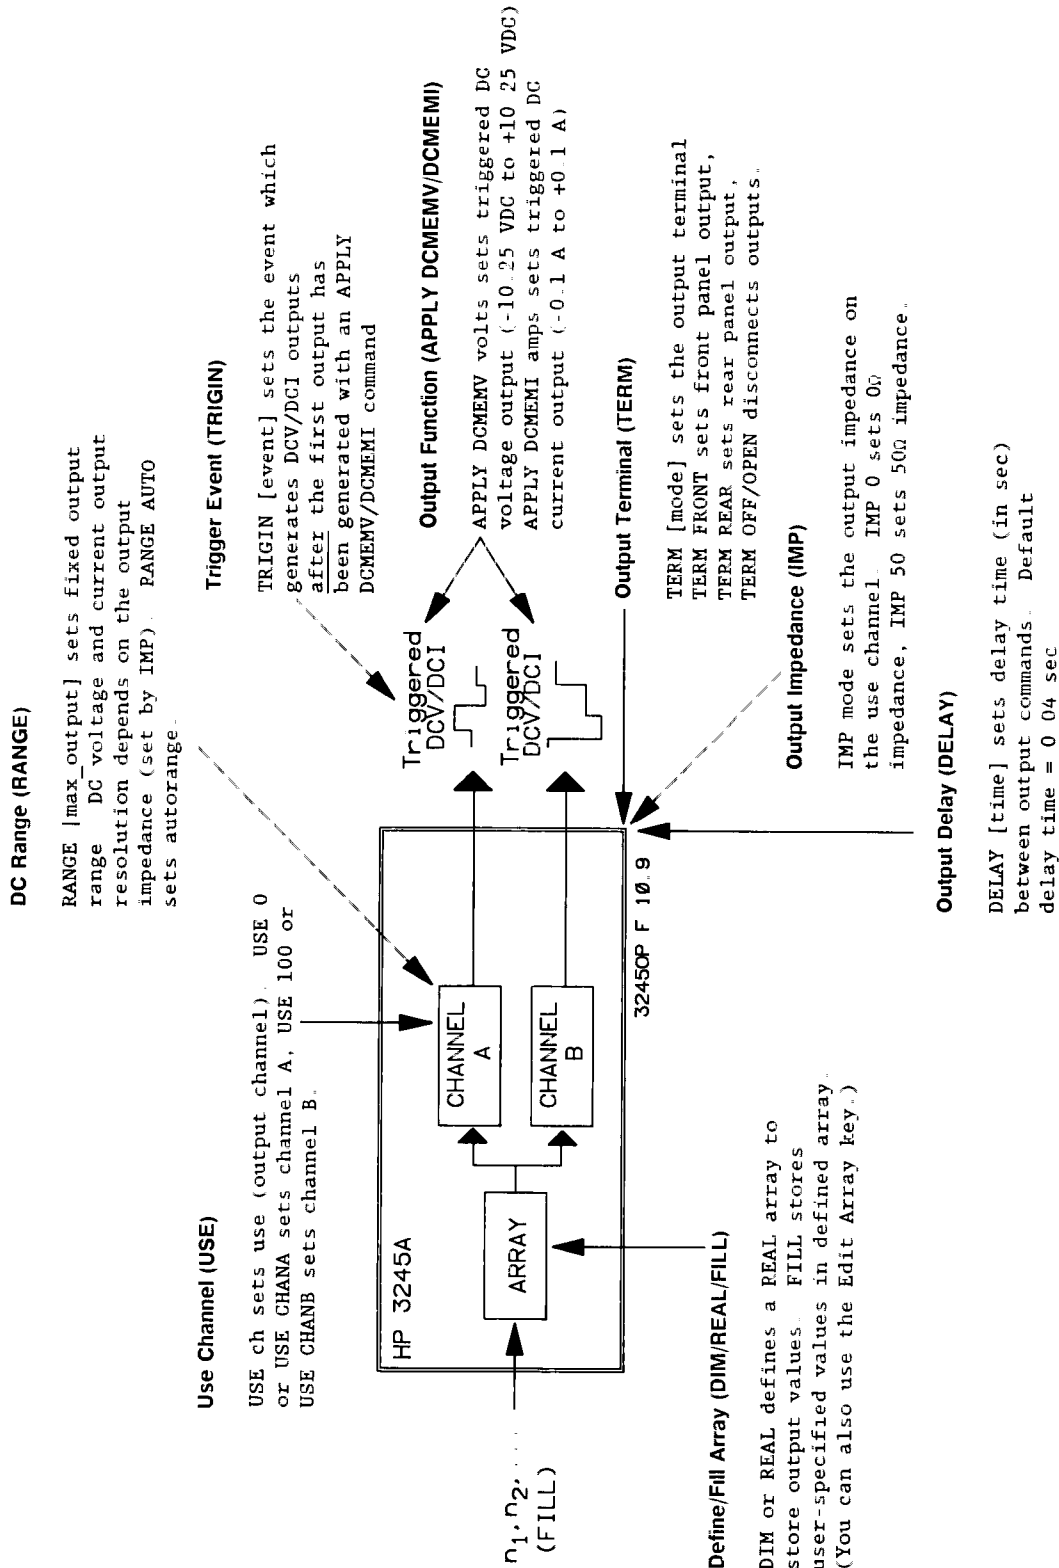 DC Range (RANGE)
RANGE [max_output] sets fixed output
range   DC voltage and current output
resolution depends on the output
impedance (set by IMP).  RANGE AUTO
sets autorange.
Use Channel (USE)
USE ch sets use (output channel).  USE 0
or USE CHANA sets channel A, USE 100 or
USE CHANB sets channel B.
Trigger Event (TRIGIN)
TRIGIN [event] sets the event which
generates DCV/DCI outputs
after the first output has
been generated with an APPLY
DCMEMV/DCMEMI command
Output Function (APPLY DCMEMV/DCMEMI)
APPLY DCMEMV volts sets triggered DC
voltage output (-10.25 VDC to +10 25 VDC)
APPLY DCMEMI amps sets triggered DC
current output (-0.1 A to +0.1 A)
HP 3245A
n1, n2, . . .
(FILL)
ARRAY
CHANNEL
A
CHANNEL
B
Triggered
DCV/DCI
Triggered
DCV/DCI
3245OP F 10.9
Output Terminal (TERM)
TERM [mode] sets the output terminal
TERM FRONT sets front panel output,
TERM REAR sets rear panel output,
TERM OFF/OPEN disconnects outputs.
Define/Fill Array (DIM/REAL/FILL)
DIM or REAL defines a REAL array to
store output values.  FILL stores
user-specified values in defined array.
(You can also use the Edit Array key.)
Output Impedance (IMP)
IMP mode sets the output impedance on
the use channel.  IMP 0 sets 0Ω
impedance, IMP 50 sets 50Ω impedance.
Output Delay (DELAY)
DELAY [time] sets delay time (in sec)
between output commands.  Default
delay time = 0 04 sec